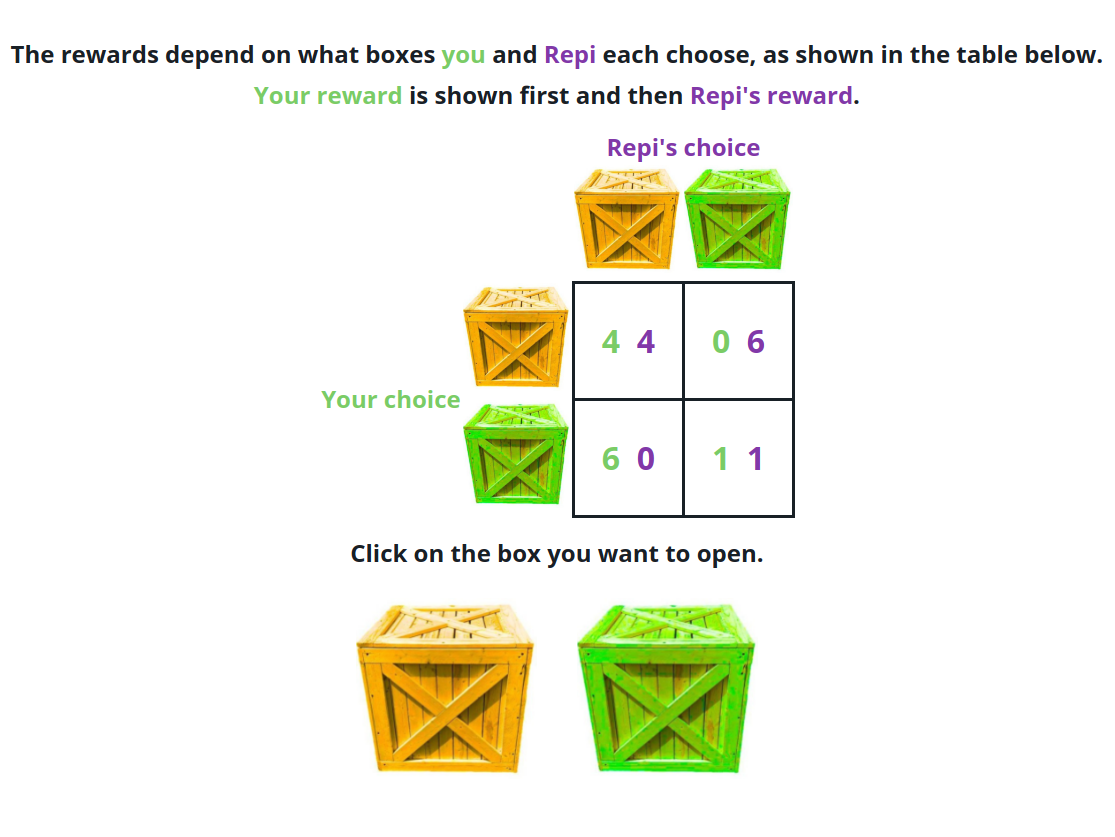 The rewards depend on what boxes you and Repi each choose, as shown in the table below.
Your reward is shown first and then Repi's reward.
Repi's choice
4 4 0 6
Your choice
6 0 1 1
Click on the box you want to open.